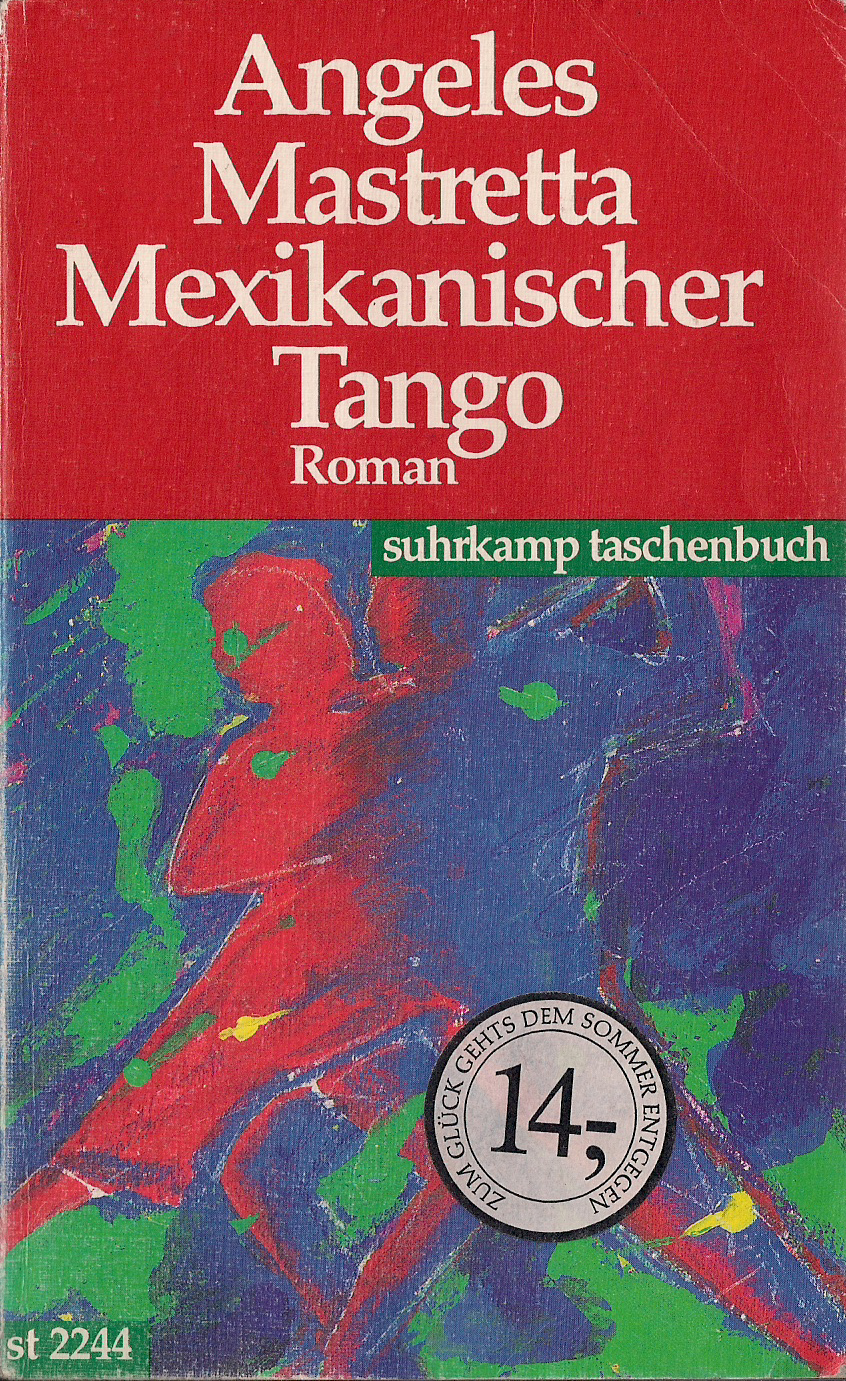 Angeles
Mastretta
Mexikanischer
Tango
Roman
suhrkamp taschenbuch
ZUM GLÜCK GEHTS DEM SOMMER ENTGEGEN
14,-
st 2244